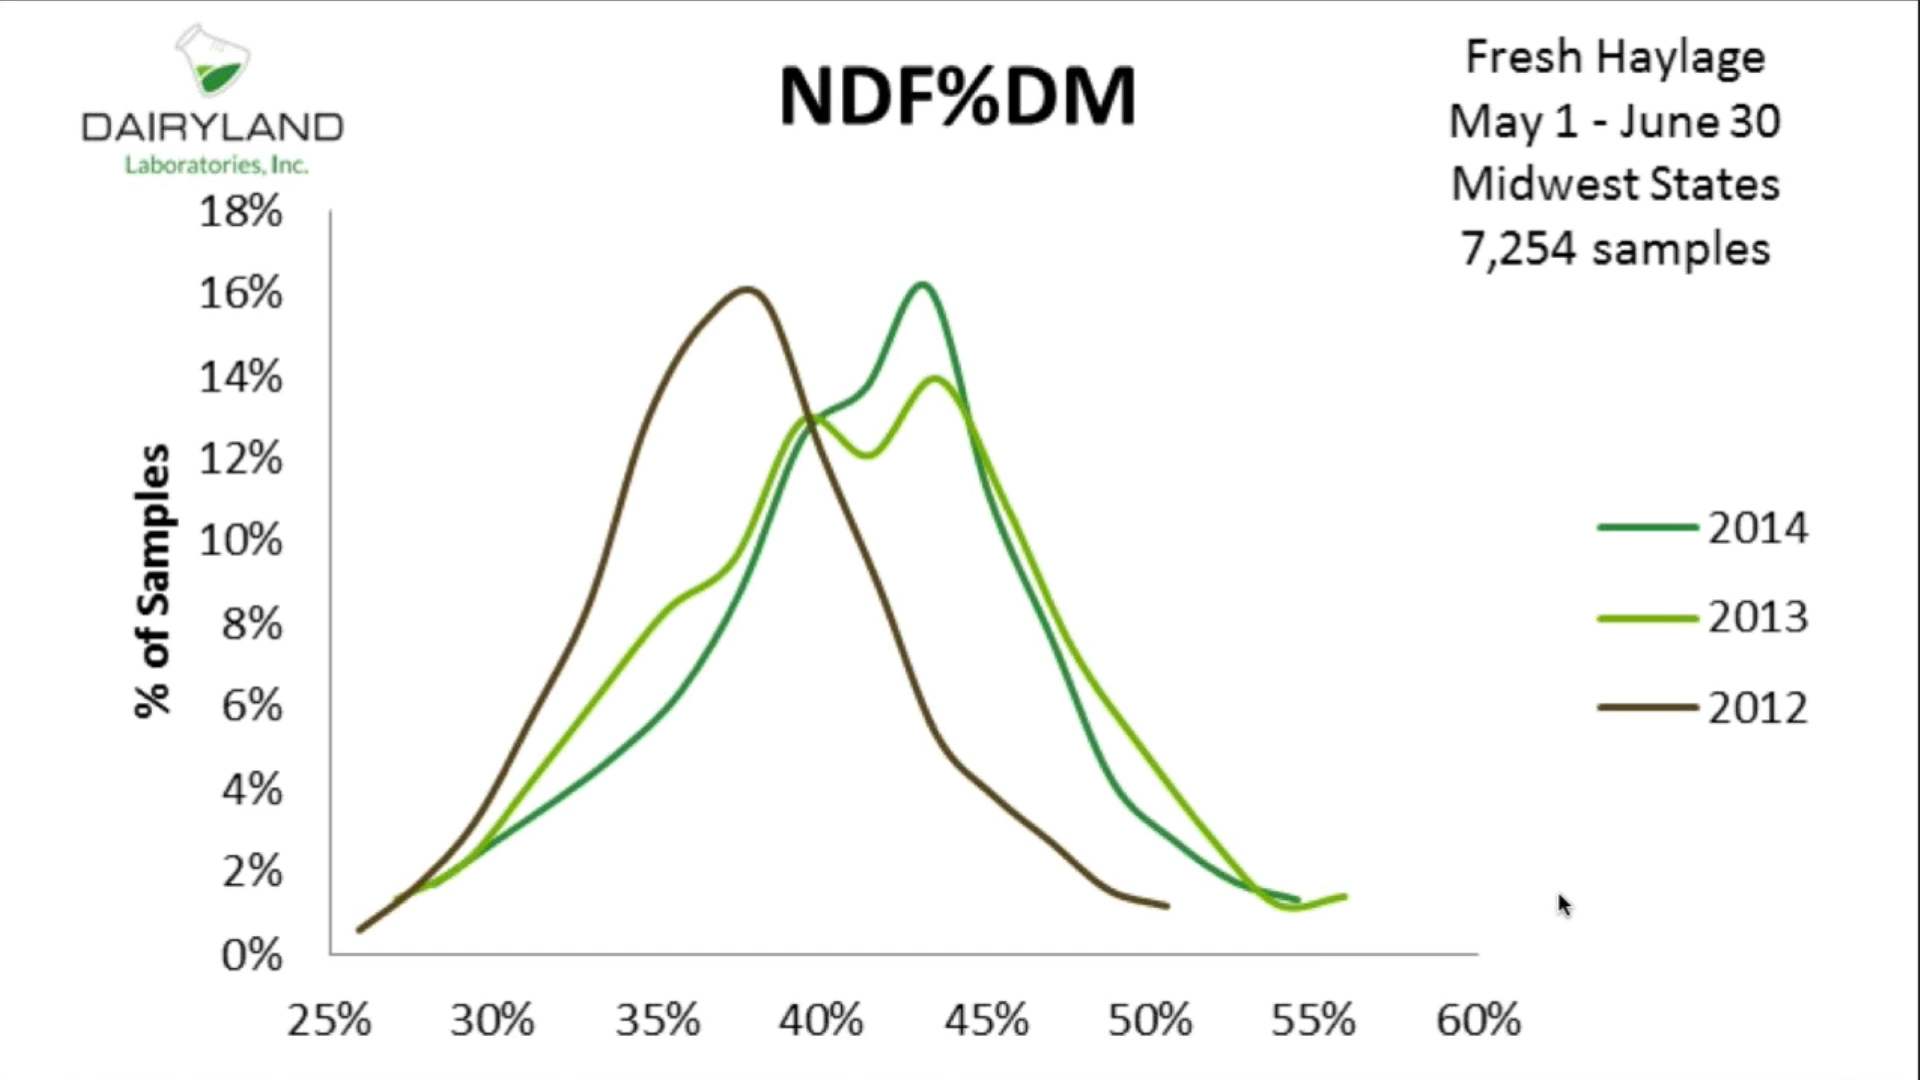 DAIRYLAND
Laboratories, Inc.
NDF%DM
Fresh Haylage
May 1 - June 30
Midwest States
7,254 samples
% of Samples
18%
16%
14%
12%
10%
8%
6%
4%
2%
0%
25% 30% 35% 40% 45% 50% 55% 60%
2014
2013
2012